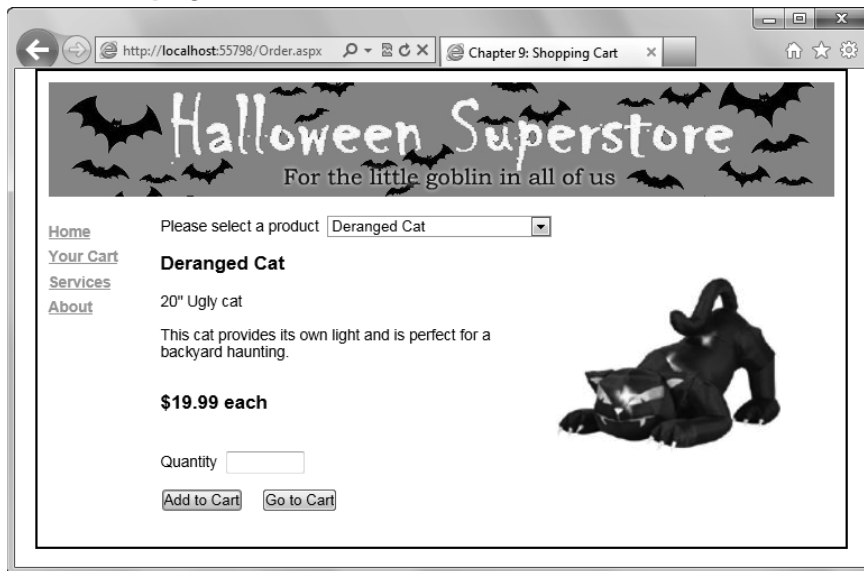 http://localhost:55798/Order.aspx
Chapter 9: Shopping Cart
Halloween Superstore
For the little goblin in all of us
Home
Your Cart
Services
About
Please select a product Deranged Cat
Deranged Cat
20" Ugly cat
This cat provides its own light and is perfect for a
backyard haunting.
$19.99 each
Quantity
Add to Cart Go to Cart